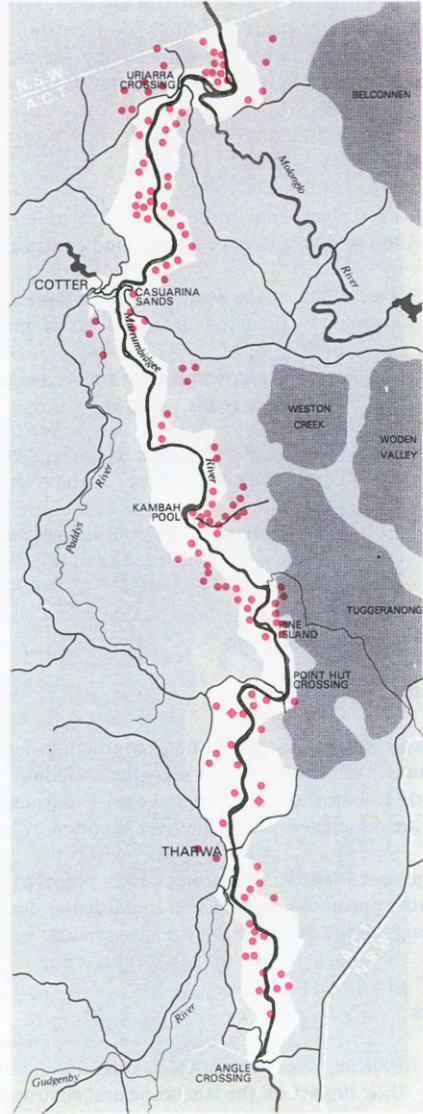 N.S.W
A.C.T
URIARRA
CROSSING
BELCONNEN
Molonglo
River
COTTER
CASUARINA
SANDS
Murrumbidgee
WESTON
CREEK
WODEN
VALLEY
River
River
Paddys
KAMBAH
POOL
PINE
ISLAND
TUGGERANONG
POINT HUT
CROSSING
THARWA
A.C.T
N.S.W
River
Gudgenby
ANGLE
CROSSING